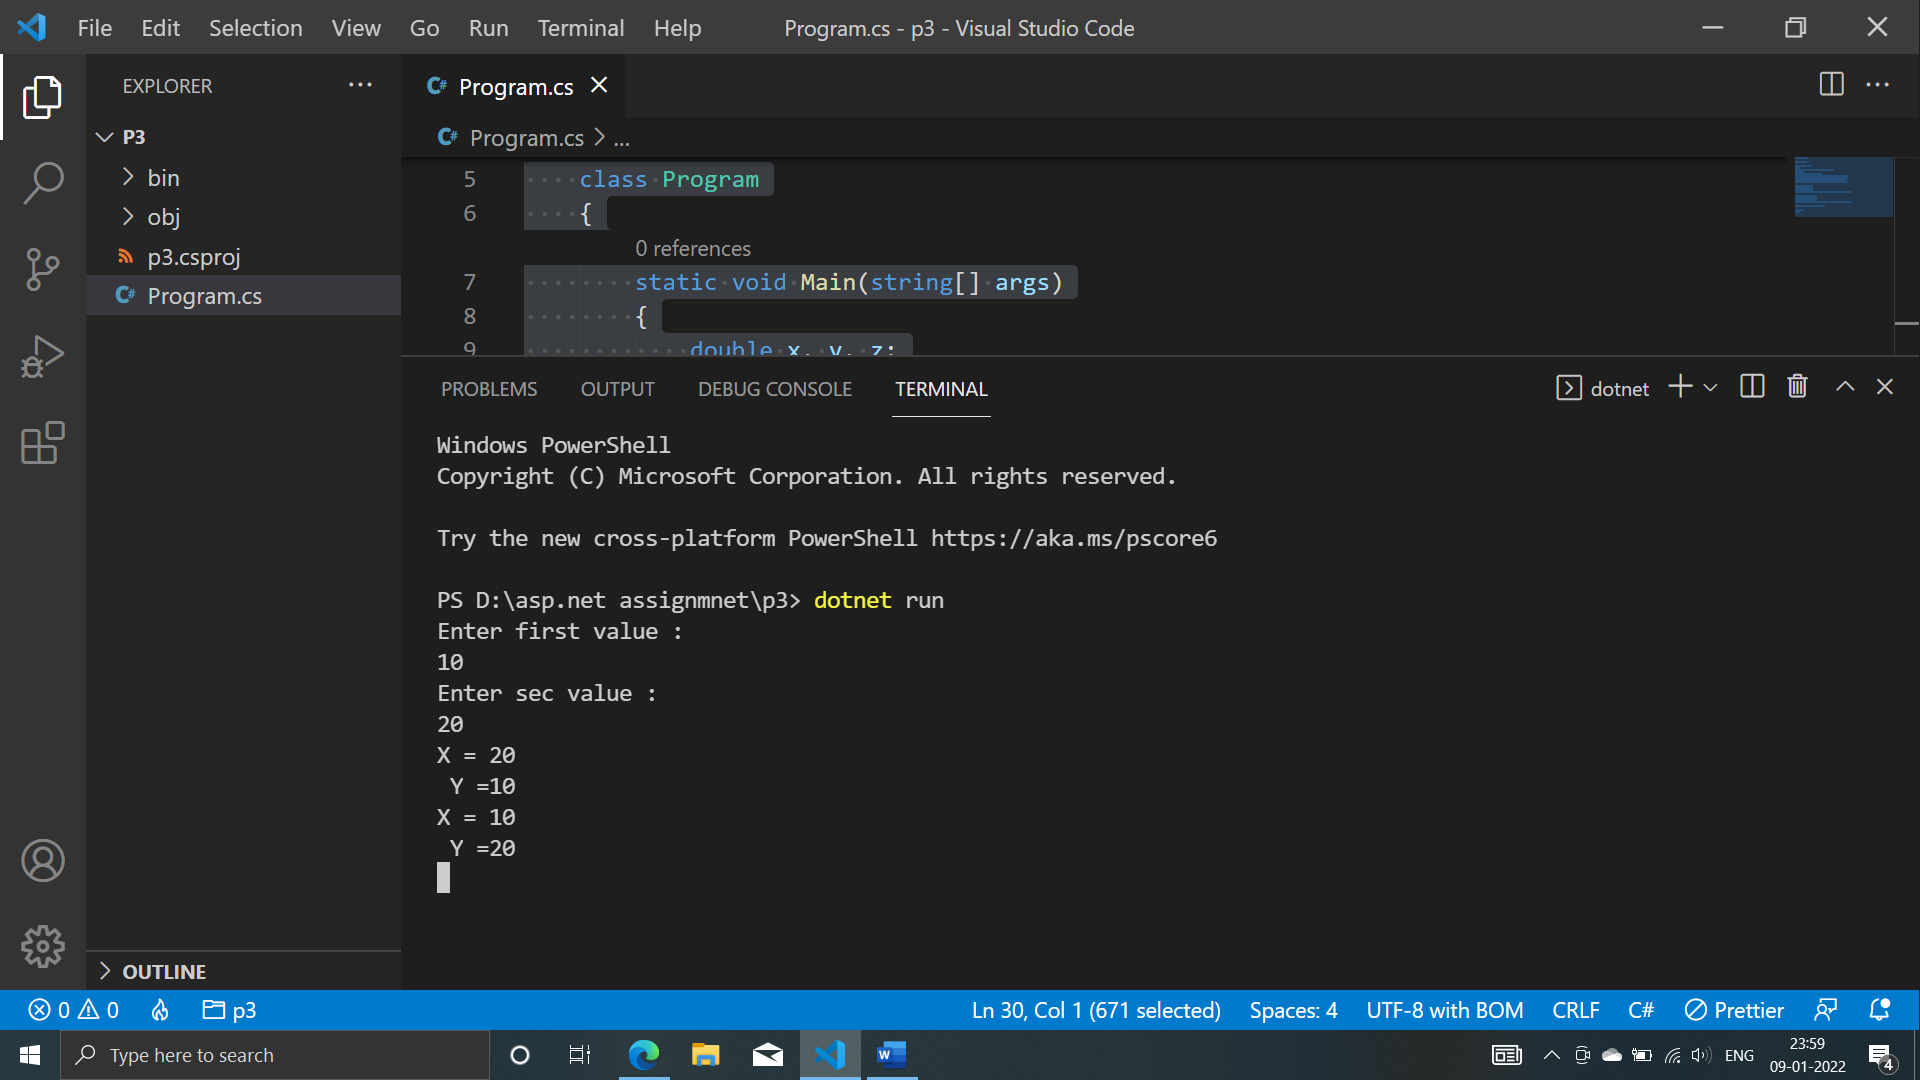 File Edit Selection View Go Run Terminal Help
Program.cs - p3 - Visual Studio Code
EXPLORER
P3
bin
obj
p3.csproj
C# Program.cs
C# Program.cs
C# Program.cs > ...
5 class Program
6 {
0 references
7 static void Main(string[] args)
8 {
9 double x, y, z;
PROBLEMS OUTPUT DEBUG CONSOLE TERMINAL
dotnet
Windows PowerShell
Copyright (C) Microsoft Corporation. All rights reserved.
Try the new cross-platform PowerShell https://aka.ms/pscore6
PS D:\asp.net assignmnet\p3> dotnet run
Enter first value :
10
Enter sec value :
20
X = 20
Y =10
X = 10
Y =20
OUTLINE
0 0 p3
Ln 30, Col 1 (671 selected) Spaces: 4 UTF-8 with BOM CRLF C# Prettier
Type here to search
W
ENG
23:59
09-01-2022
4